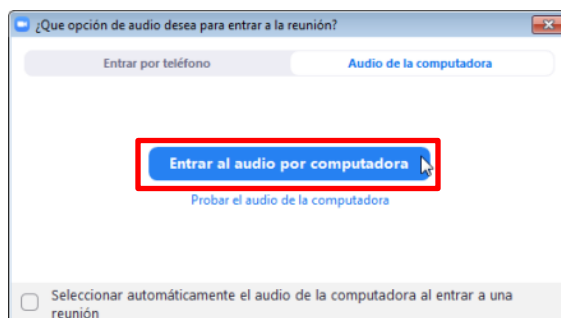 ¿Que opción de audio desea para entrar a la reunión?
Entrar por teléfono
Audio de la computadora
Entrar al audio por computadora
Probar el audio de la computadora
Seleccionar automáticamente el audio de la computadora al entrar a una
reunión